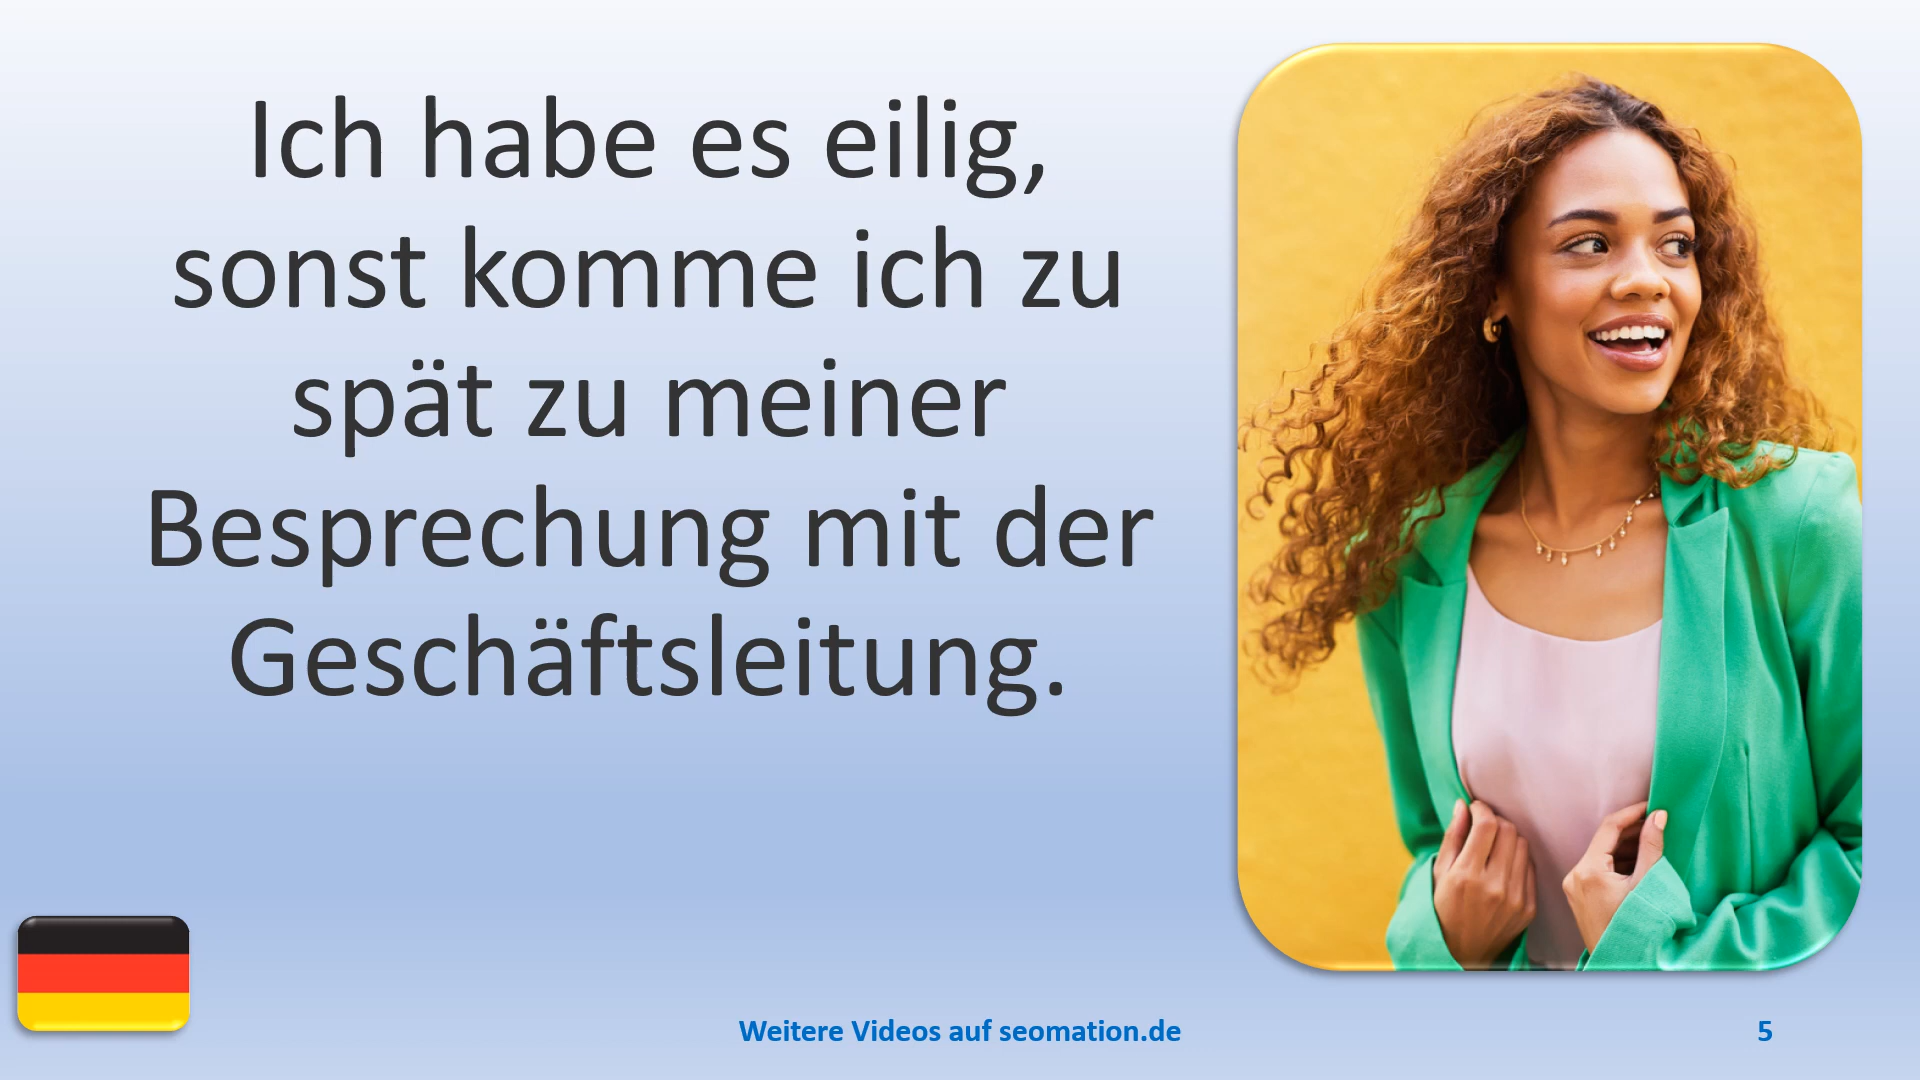 Ich habe es eilig,
sonst komme ich zu
spät zu meiner
Besprechung mit der
Geschäftsleitung.
Weitere Videos auf seomation.de
5